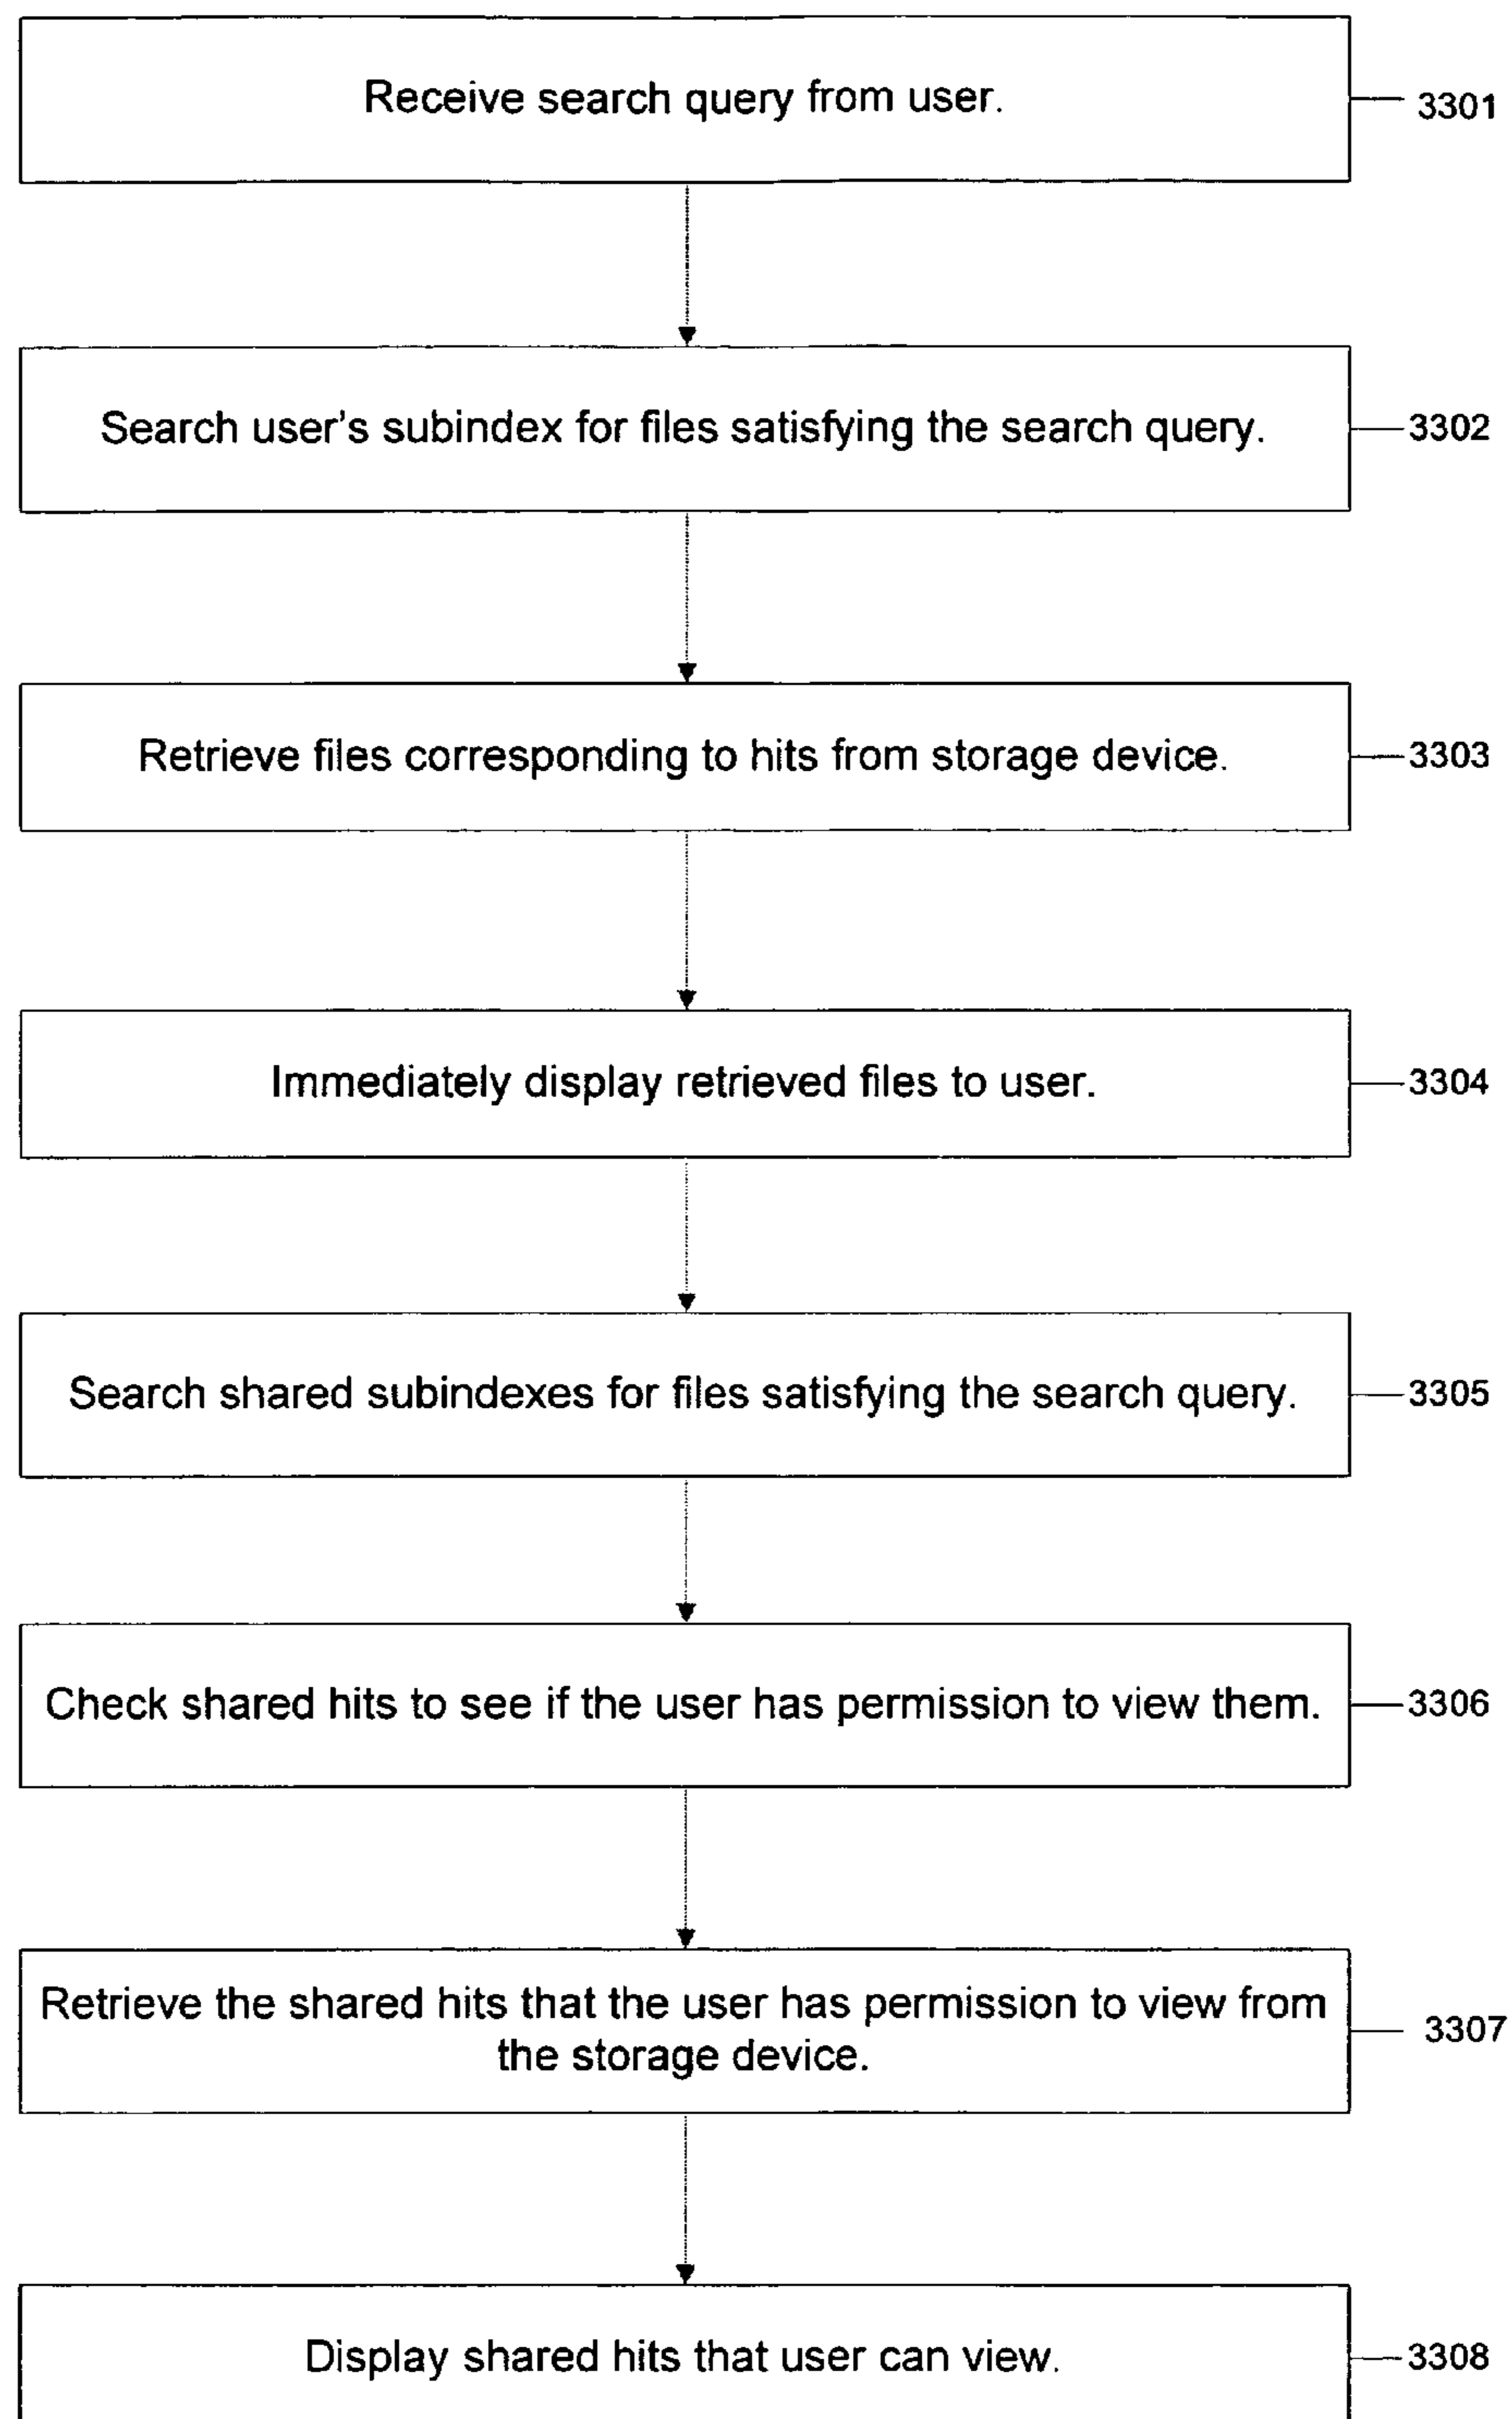 Receive search query from user.
3301
Search user's subindex for files satisfying the search query.
3302
Retrieve files corresponding to hits from storage device.
3303
Immediately display retrieved files to user.
3304
Search shared subindexes for files satisfying the search query.
3305
Check shared hits to see if the user has permission to view them.
3306
Retrieve the shared hits that the user has permission to view from
the storage device.
3307
Display shared hits that user can view.
3308